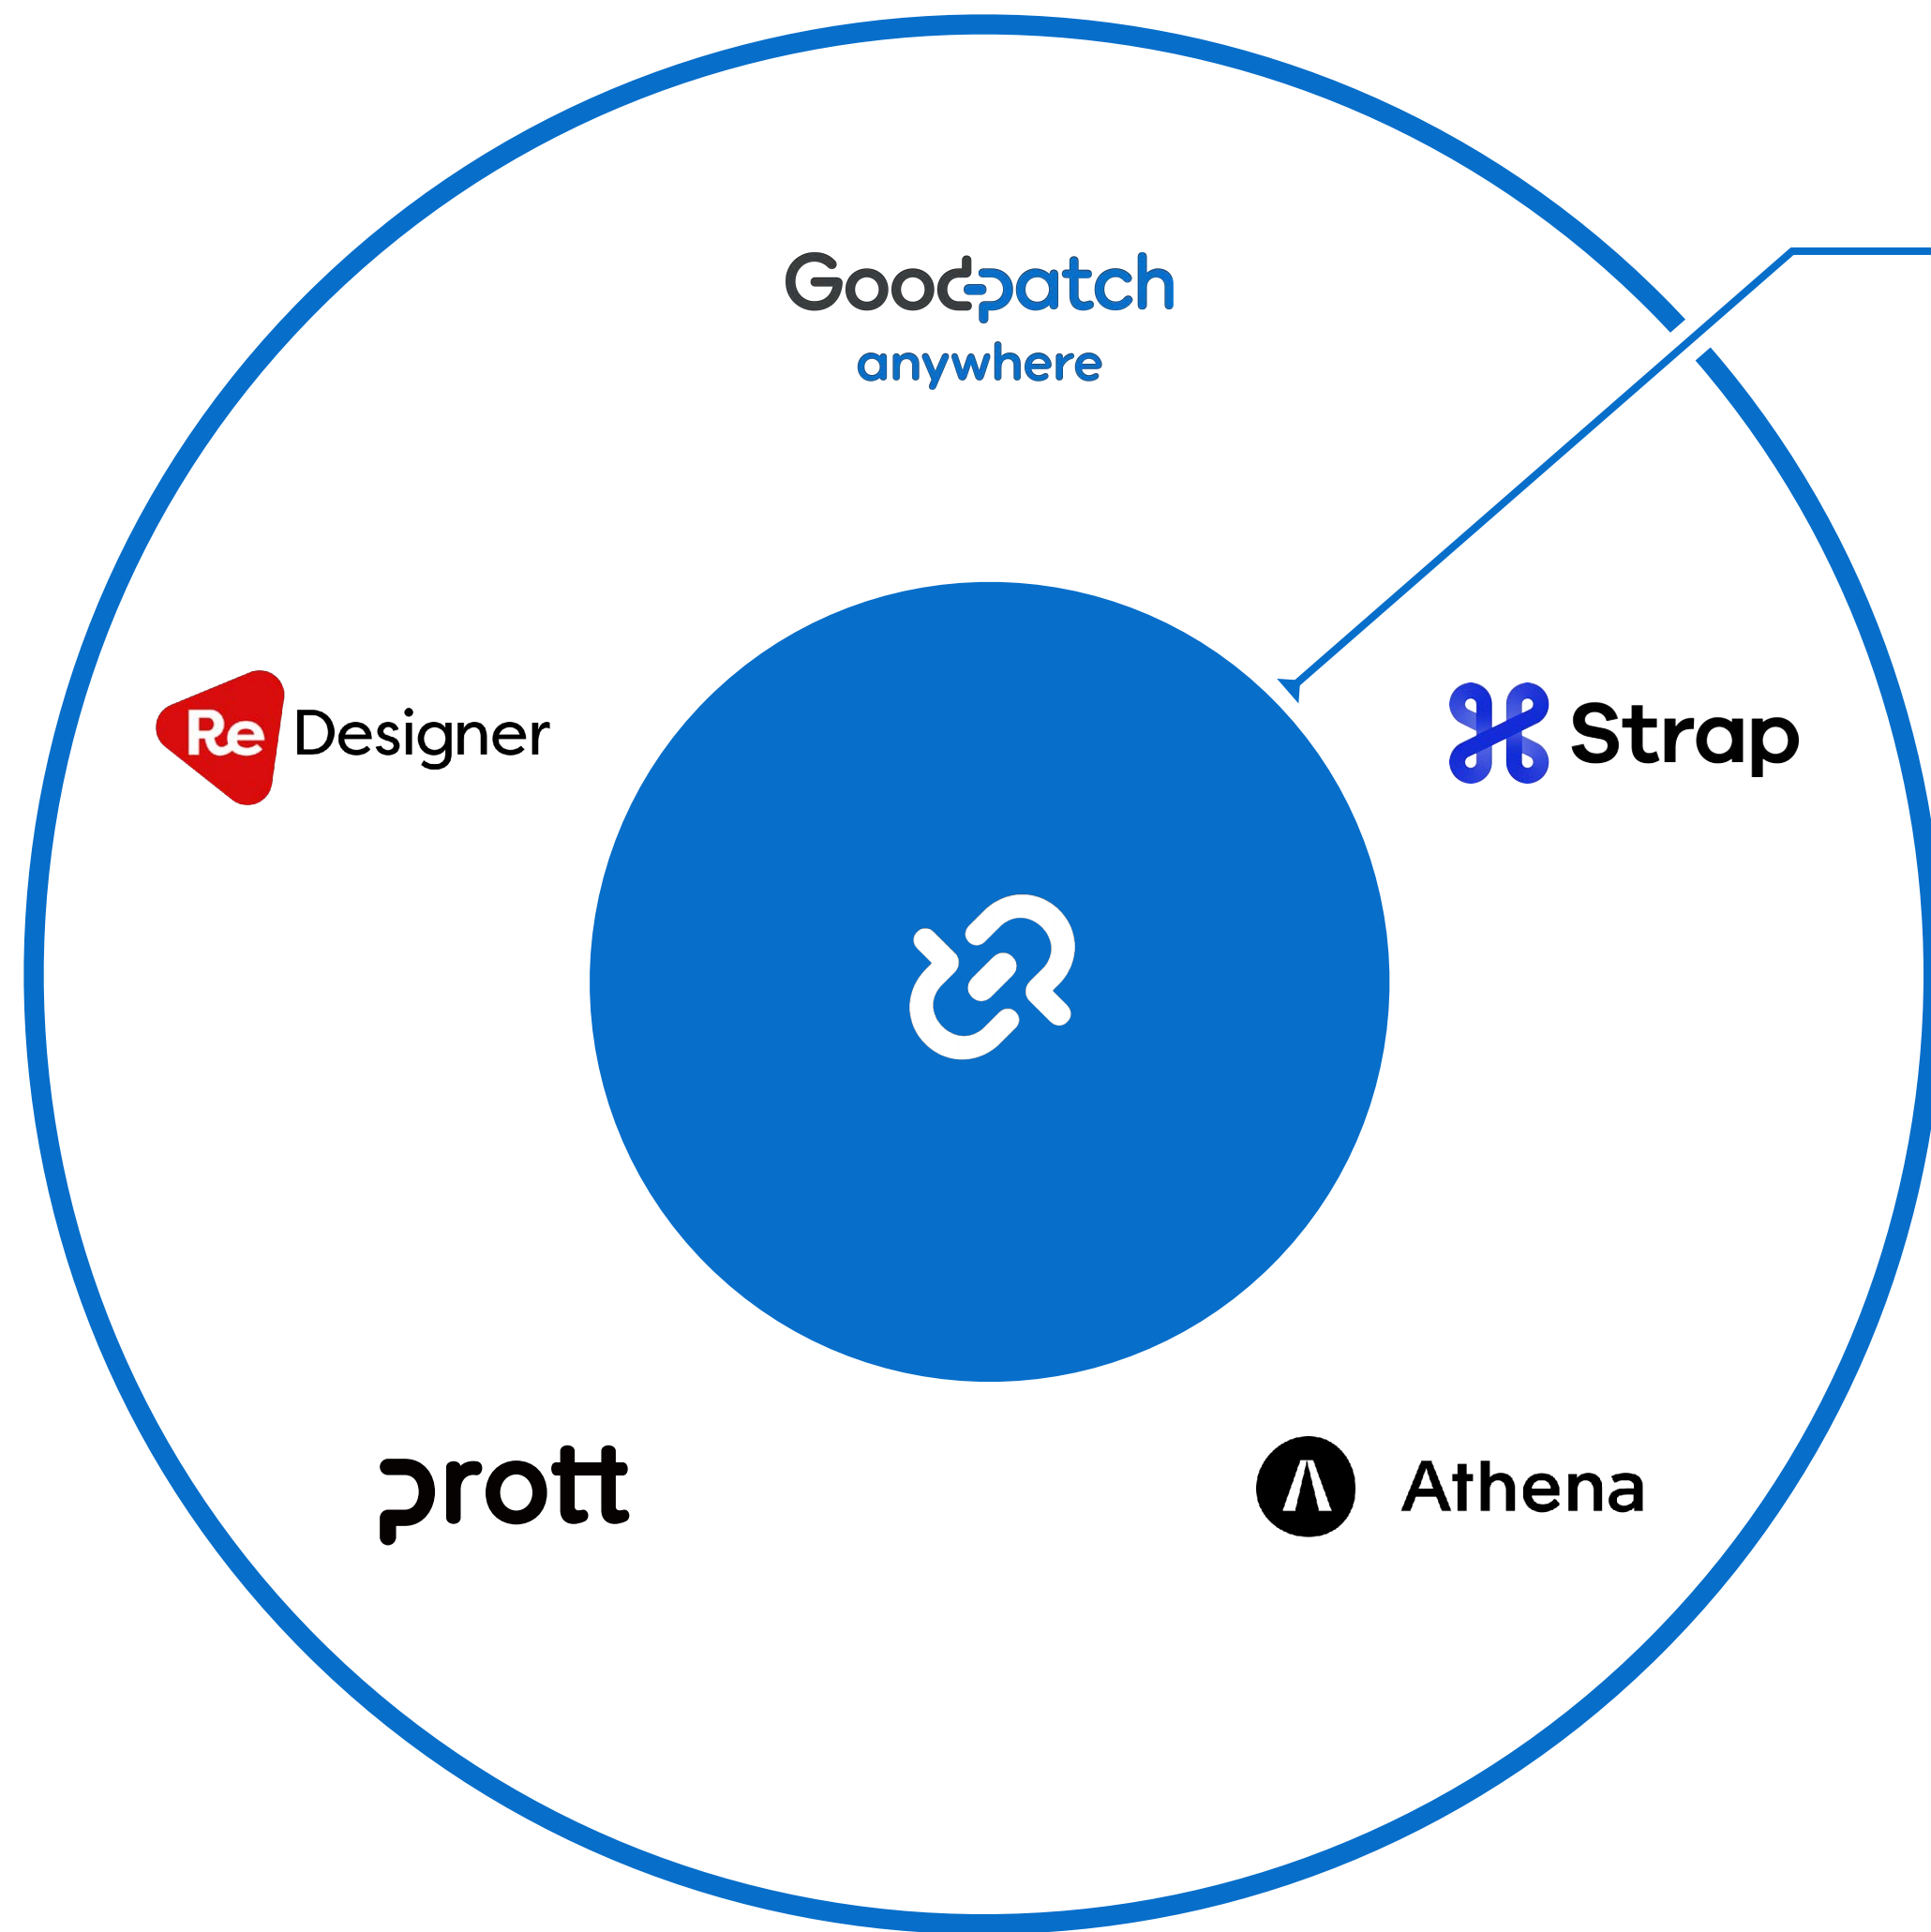 Goodpatch
anywhere
Re Designer
Strap
prott
Athena